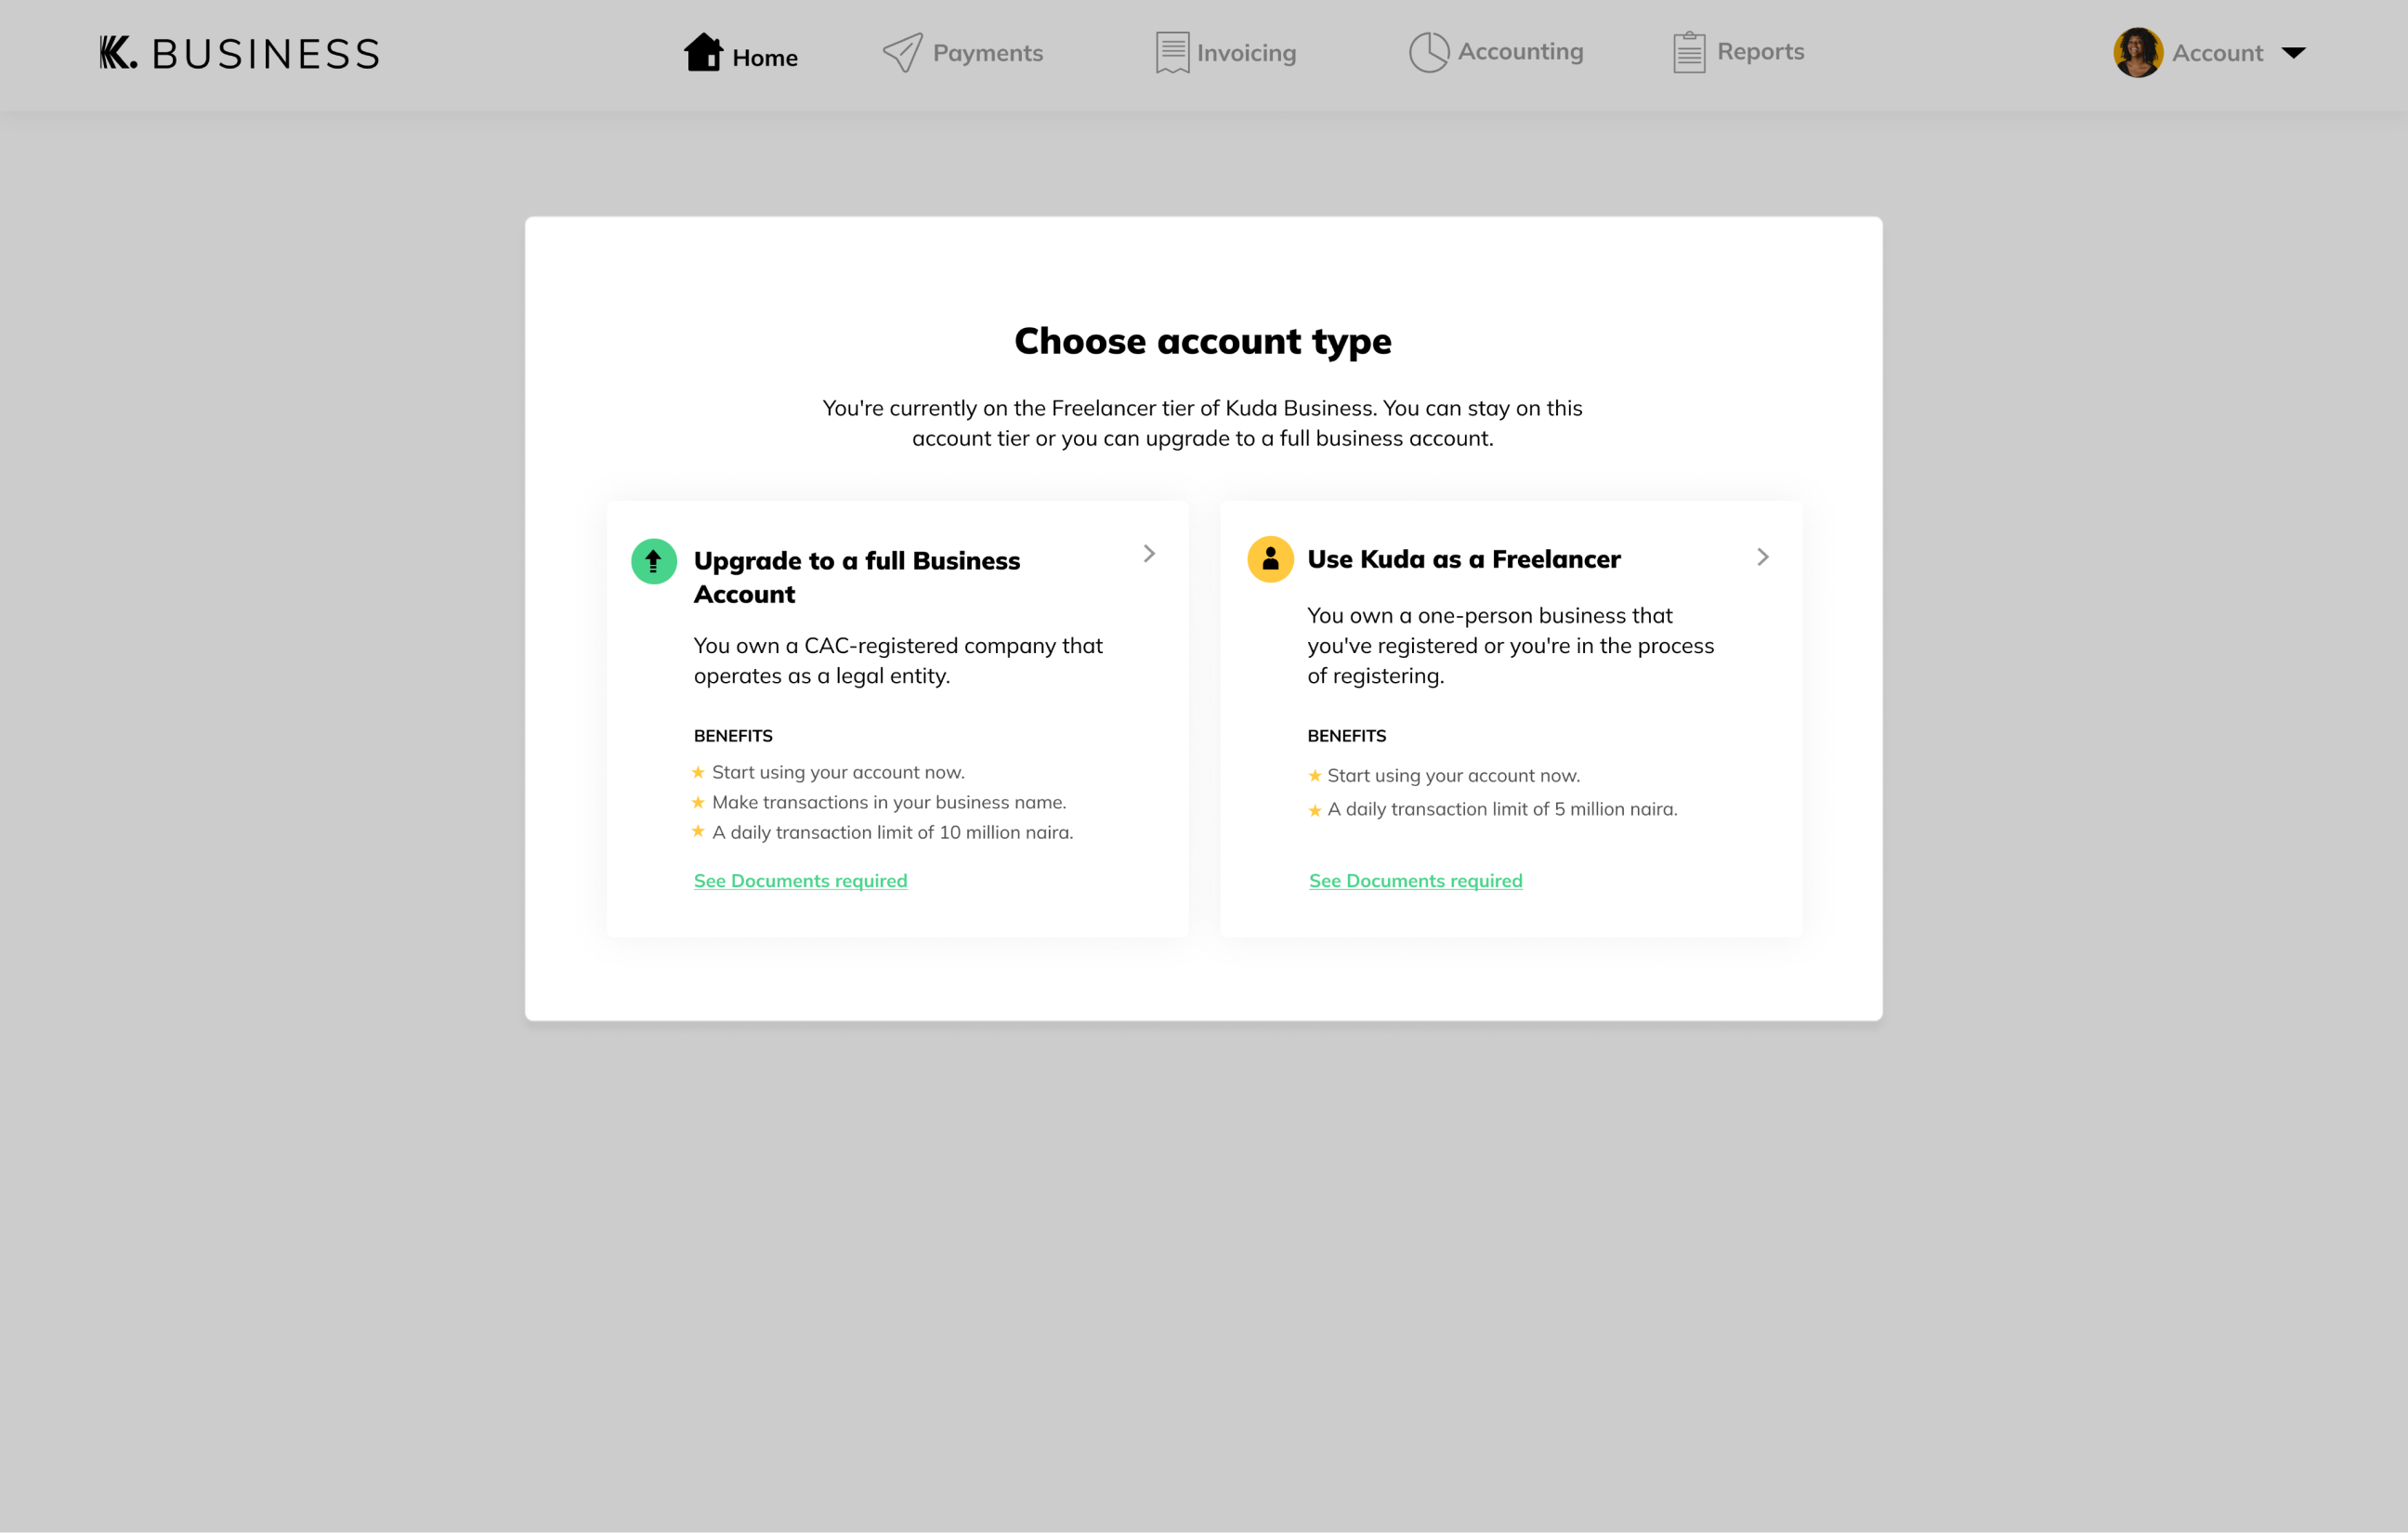 K. BUSINESS
Home
Payments
Invoicing
Accounting
Reports
Account
Choose account type
You're currently on the Freelancer tier of Kuda Business. You can stay on this
account tier or you can upgrade to a full business account.
Upgrade to a full Business
Account
You own a CAC-registered company that
operates as a legal entity.
BENEFITS
Start using your account now.
Make transactions in your business name.
A daily transaction limit of 10 million naira.
See Documents required
Use Kuda as a Freelancer
You own a one-person business that
you've registered or you're in the process
of registering.
BENEFITS
Start using your account now.
A daily transaction limit of 5 million naira.
See Documents required